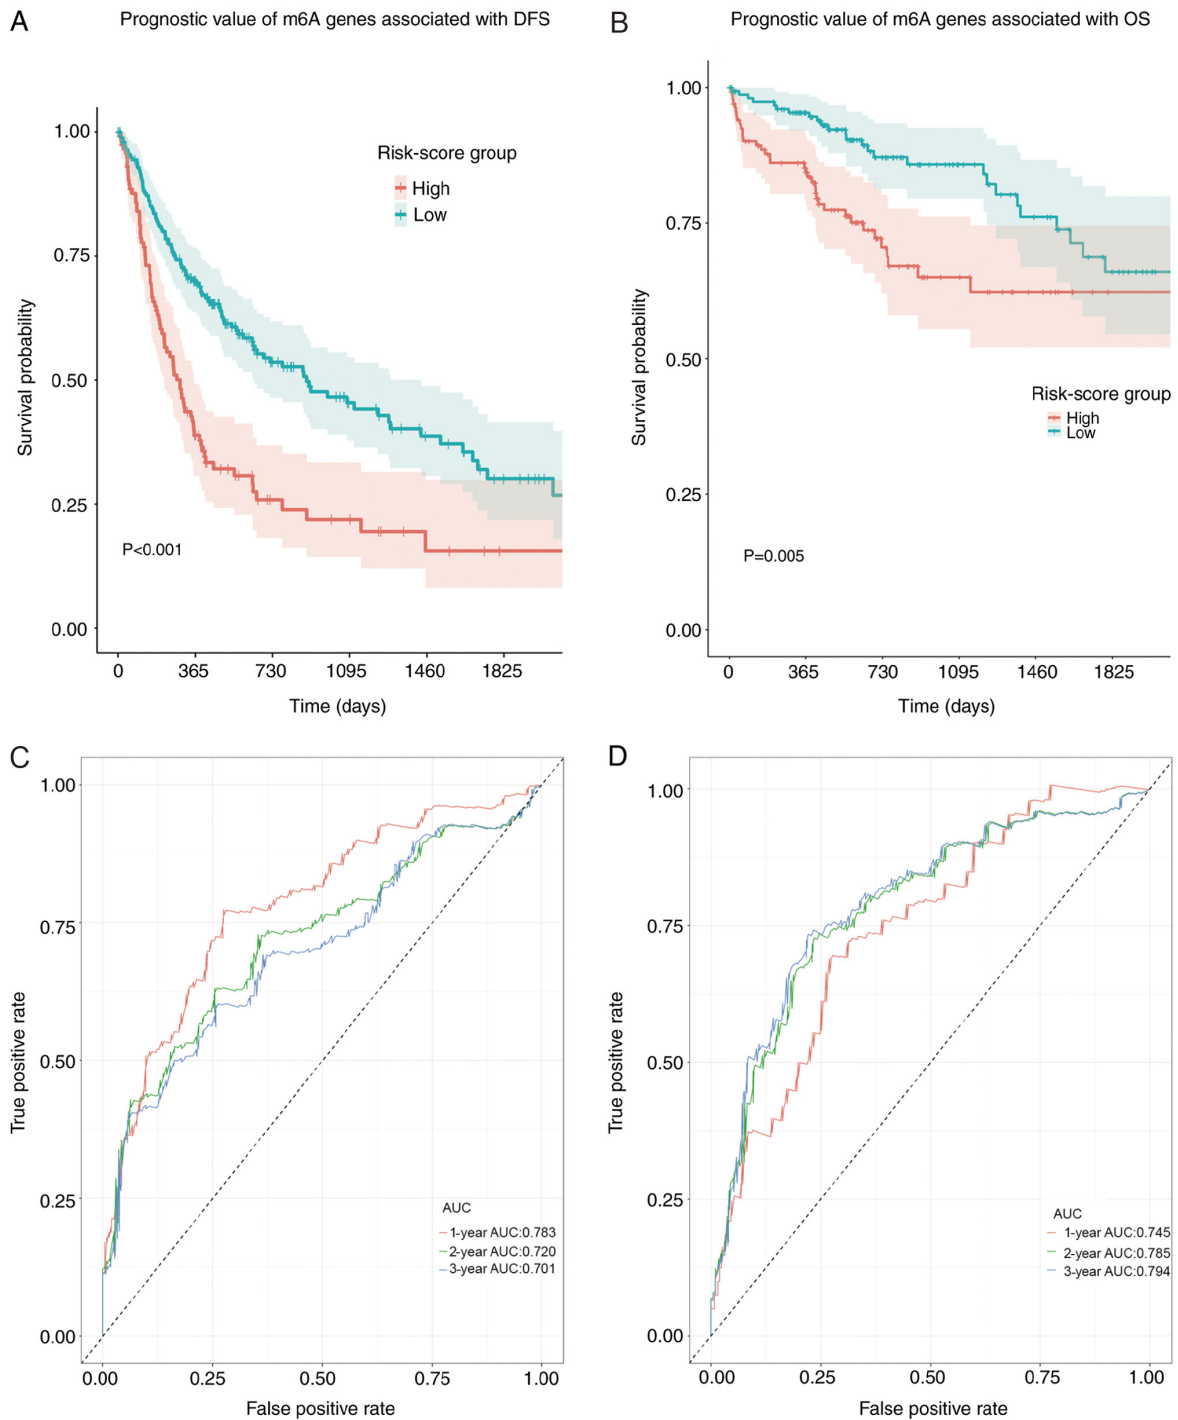 A
Prognostic value of m6A genes associated with DFS
1.00
0.75
0.50
0.25
0.00
Survival probability
Risk-score group
High
Low
P<0.001
0 365 730 1095 1460 1825
Time (days)
B
Prognostic value of m6A genes associated with OS
1.00
0.75
0.50
0.25
0.00
Survival probability
Risk-score group
High
Low
P=0.005
0 365 730 1095 1460 1825
Time (days)
C
1.00
0.75
0.50
0.25
0.00
True positive rate
AUC
1-year AUC:0.783
2-year AUC:0.720
3-year AUC:0.701
0.00 0.25 0.50 0.75 1.00
False positive rate
D
1.00
0.75
0.50
0.25
0.00
True positive rate
AUC
1-year AUC:0.745
2-year AUC:0.785
3-year AUC:0.794
0.00 0.25 0.50 0.75 1.00
False positive rate